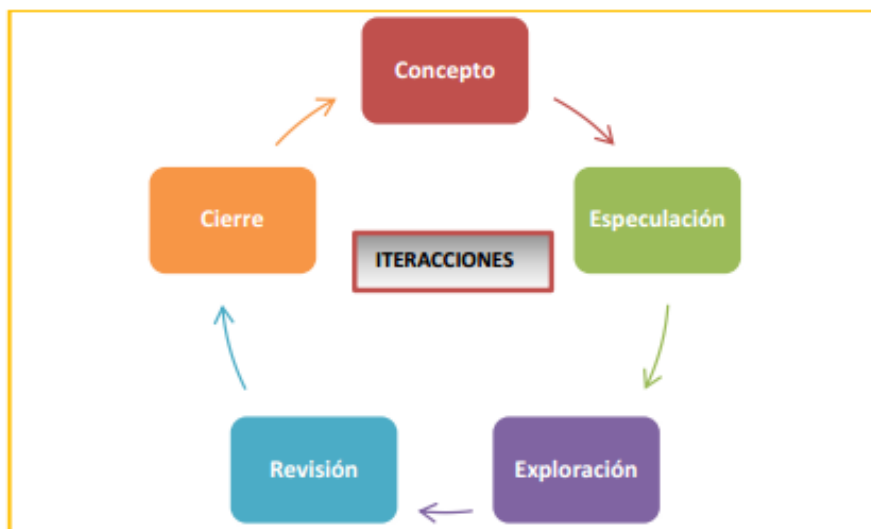 Concepto
Especulación
Exploración
Revisión
Cierre
ITERACCIONES